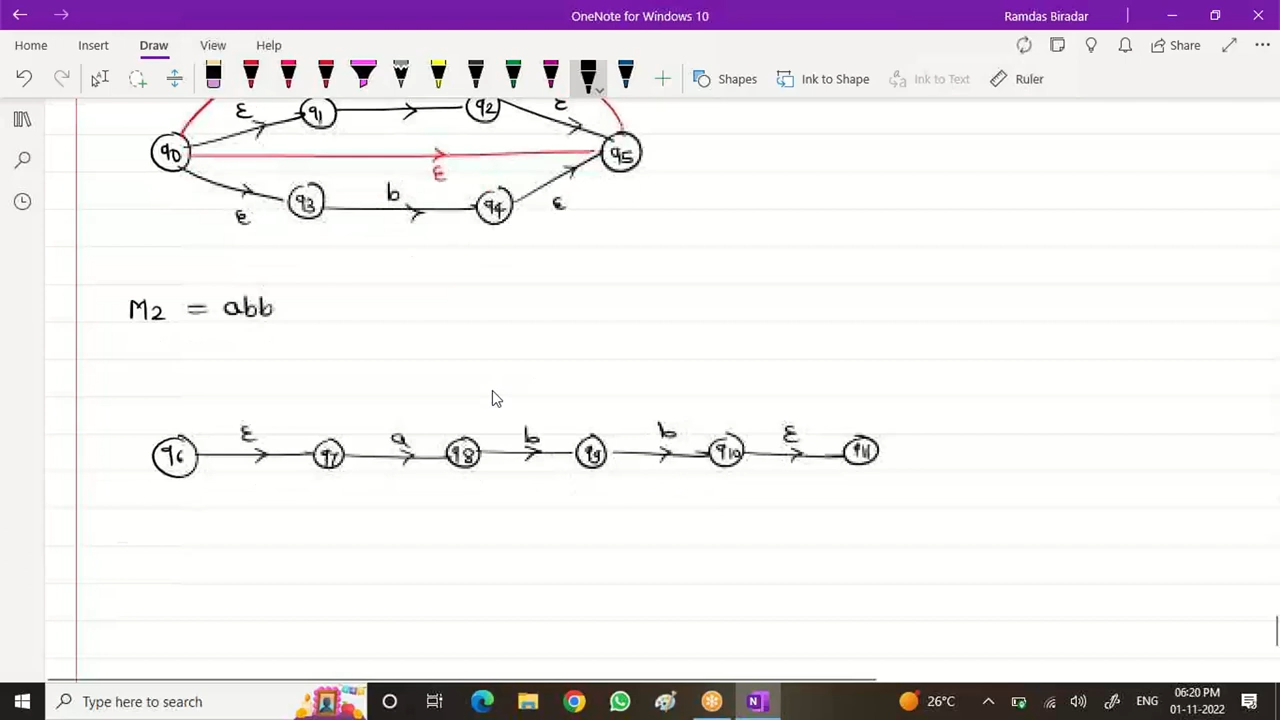 OneNote for Windows 10
Ramdas Biradar
Home Insert Draw View Help
Share
Shapes Ink to Shape Ink to Text Ruler
ε q1 q2 ε
q0 q5
ε
ε q3 b q4 ε
M2 = abb
ε a b b ε
q6 q7 q8 q9 q10 q11
Type here to search
26°C ENG 06:20 PM
01-11-2022